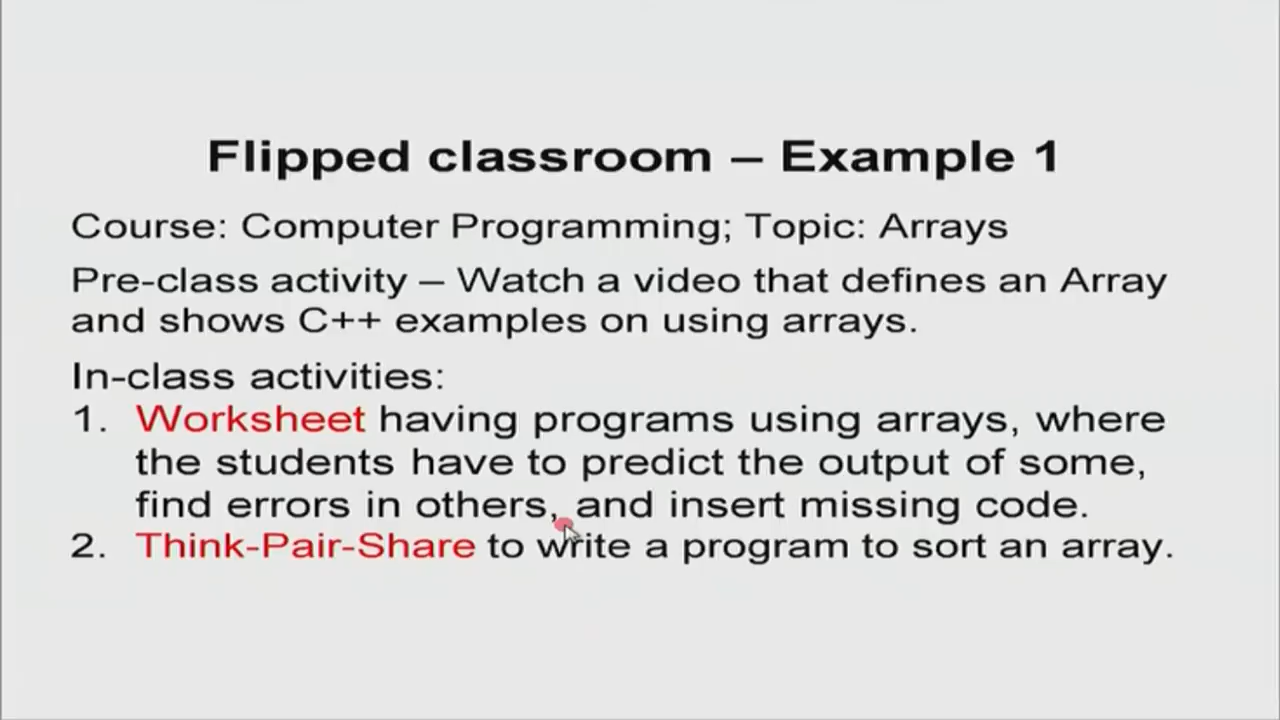 Flipped classroom – Example 1
Course: Computer Programming; Topic: Arrays
Pre-class activity – Watch a video that defines an Array
and shows C++ examples on using arrays.
In-class activities:
1. Worksheet having programs using arrays, where
the students have to predict the output of some,
find errors in others, and insert missing code.
2. Think-Pair-Share to write a program to sort an array.